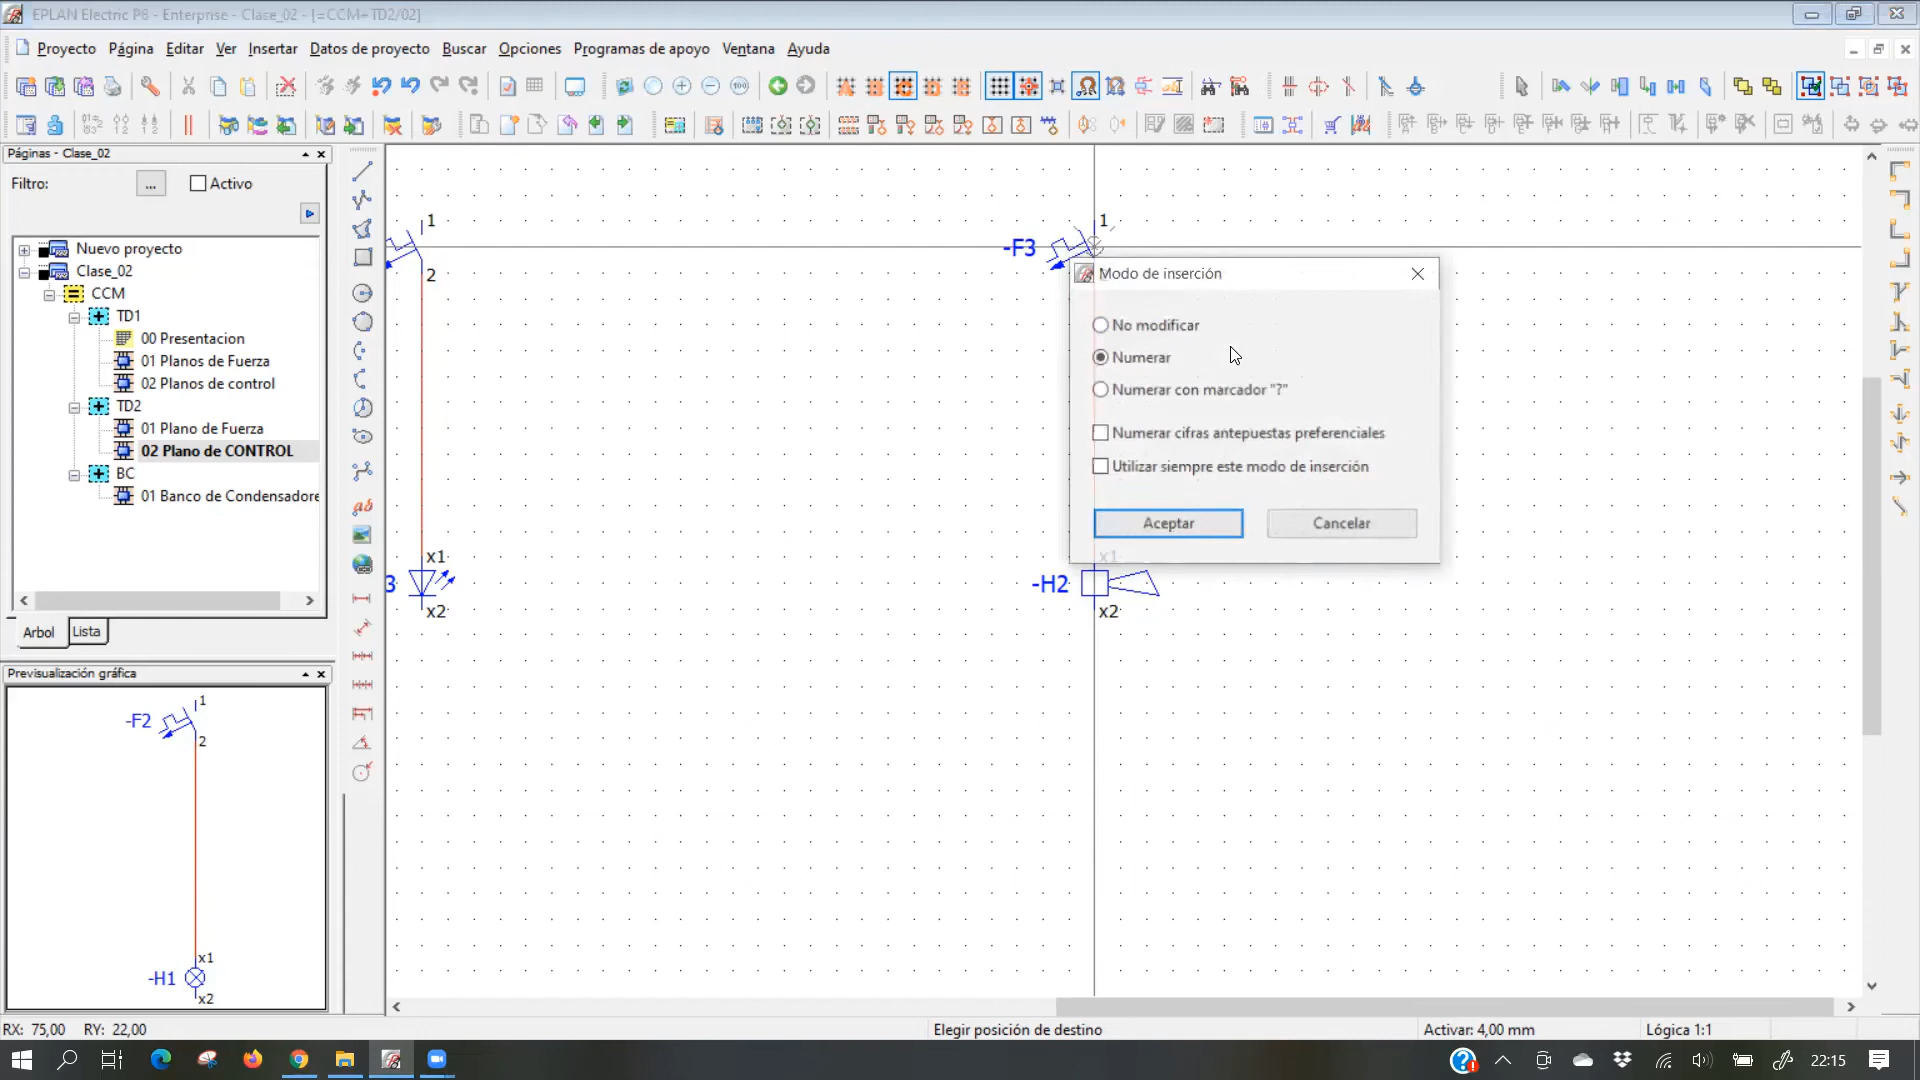 EPLAN Electric P8 - Enterprise - Clase_02 - [=CCM+TD2/02]
Proyecto Página Editar Ver Insertar Datos de proyecto Buscar Opciones Programas de apoyo Ventana Ayuda
Páginas - Clase_02
Filtro:
...
Activo
Nuevo proyecto
Clase_02
CCM
TD1
00 Presentacion
01 Planos de Fuerza
02 Planos de control
TD2
01 Plano de Fuerza
02 Plano de CONTROL
BC
01 Banco de Condensadore
Arbol
Lista
Previsualización gráfica
-F2
1
2
x1
-H1
x2
ab
1
2
x1
3
x2
-F3
1
Modo de inserción
No modificar
Numerar
Numerar con marcador "?"
Numerar cifras antepuestas preferenciales
Utilizar siempre este modo de inserción
Aceptar
Cancelar
x1
-H2
x2
RX: 75,00
RY: 22,00
Elegir posición de destino
Activar: 4,00 mm
Lógica 1:1
22:15